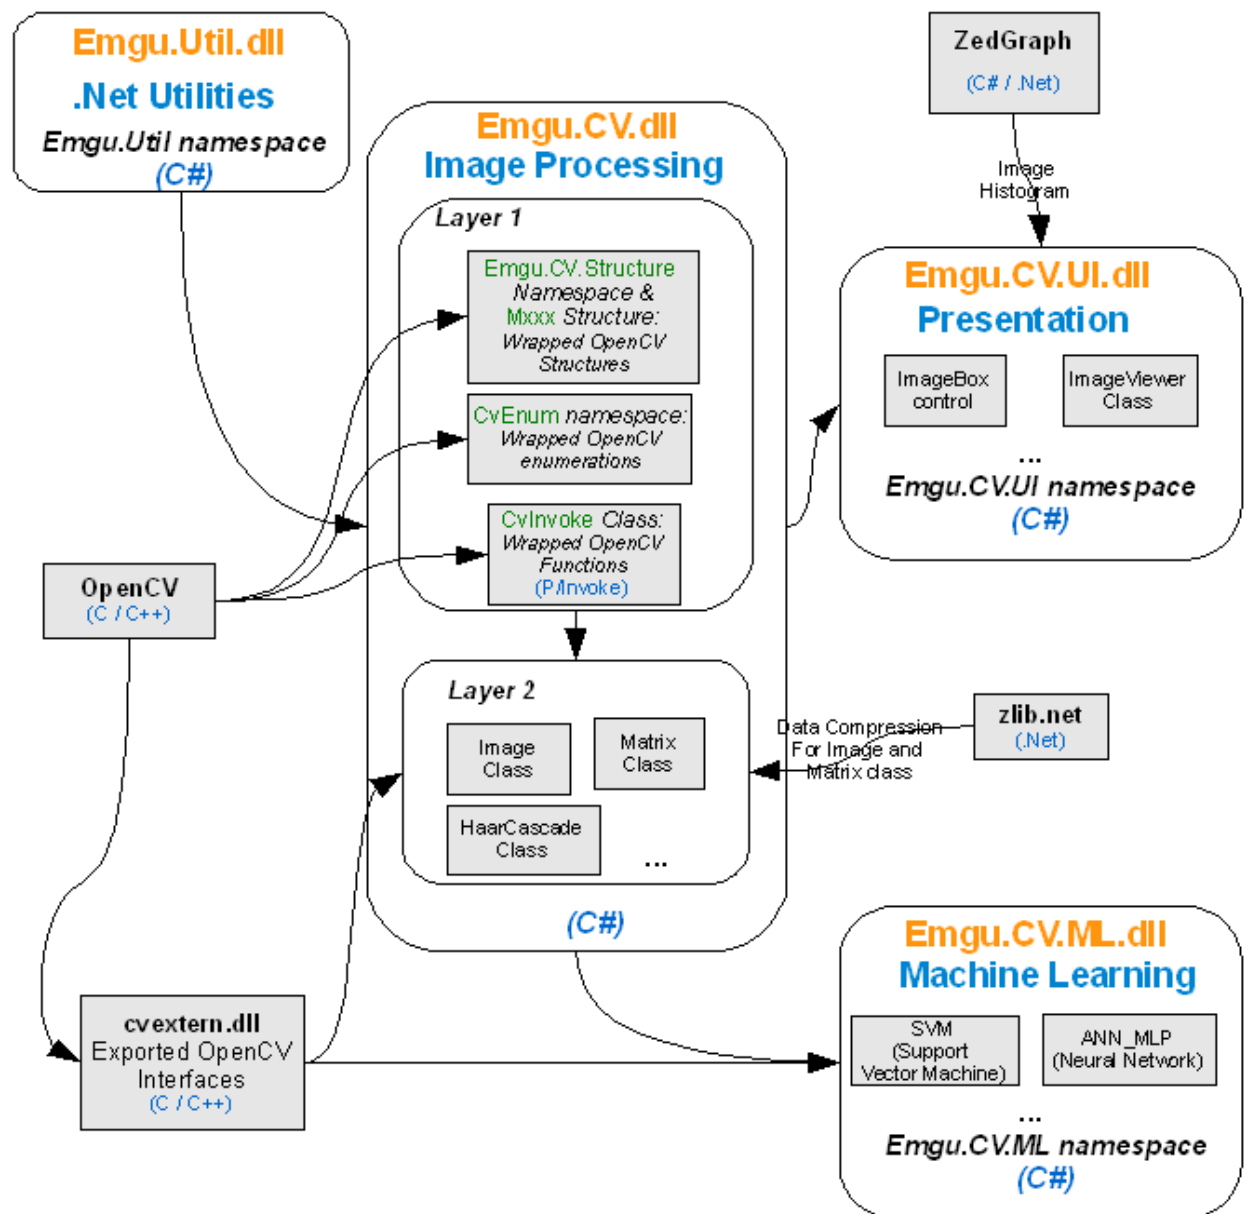 Emgu.Util.dll
.Net Utilities
Emgu.Util namespace
(C#)
ZedGraph
(C# / .Net)
Image
Histogram
Emgu.CV.dll
Image Processing
Layer 1
Emgu.CV.Structure
Namespace &
Mxxx Structure:
Wrapped OpenCV
Structures
CvEnum namespace:
Wrapped OpenCV
enumerations
CvInvoke Class:
Wrapped OpenCV
Functions
(P/Invoke)
Emgu.CV.UI.dll
Presentation
ImageBox
control
ImageViewer
Class
...
Emgu.CV.UI namespace
(C#)
OpenCV
(C / C++)
Layer 2
Image
Class
Matrix
Class
HaarCascade
Class
...
(C#)
Data Compression
For Image and
Matrix class
zlib.net
(.Net)
cvextern.dll
Exported OpenCV
Interfaces
(C / C++)
Emgu.CV.ML.dll
Machine Learning
SVM
(Support
Vector Machine)
ANN_MLP
(Neural Network)
...
Emgu.CV.ML namespace
(C#)